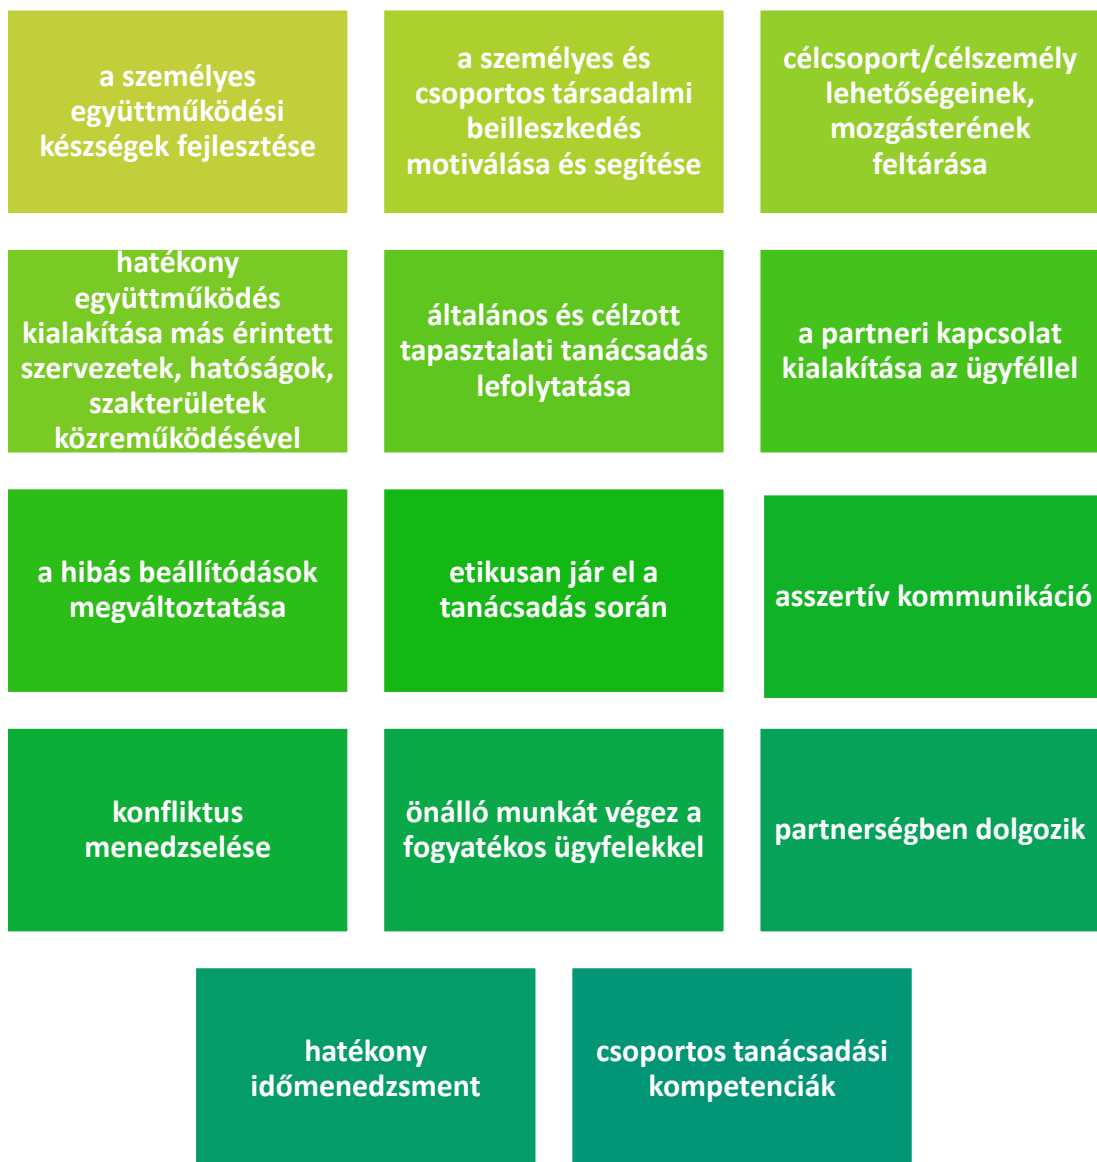 a személyes
együttműködési
készségek fejlesztése
a személyes és
csoportos társadalmi
beilleszkedés
motiválása és segítése
célcsoport/célszemély
lehetőségeinek,
mozgásterének
feltárása
hatékony
együttműködés
kialakítása más érintett
szervezetek, hatóságok,
szakterületek
közreműködésével
általános és célzott
tapasztalati tanácsadás
lefolytatása
a partneri kapcsolat
kialakítása az ügyféllel
a hibás beállítódások
megváltoztatása
etikusan jár el a
tanácsadás során
asszertív kommunikáció
konfliktus
menedzselése
önálló munkát végez a
fogyatékos ügyfelekkel
partnerségben dolgozik
hatékony
időmenedzsment
csoportos tanácsadási
kompetenciák